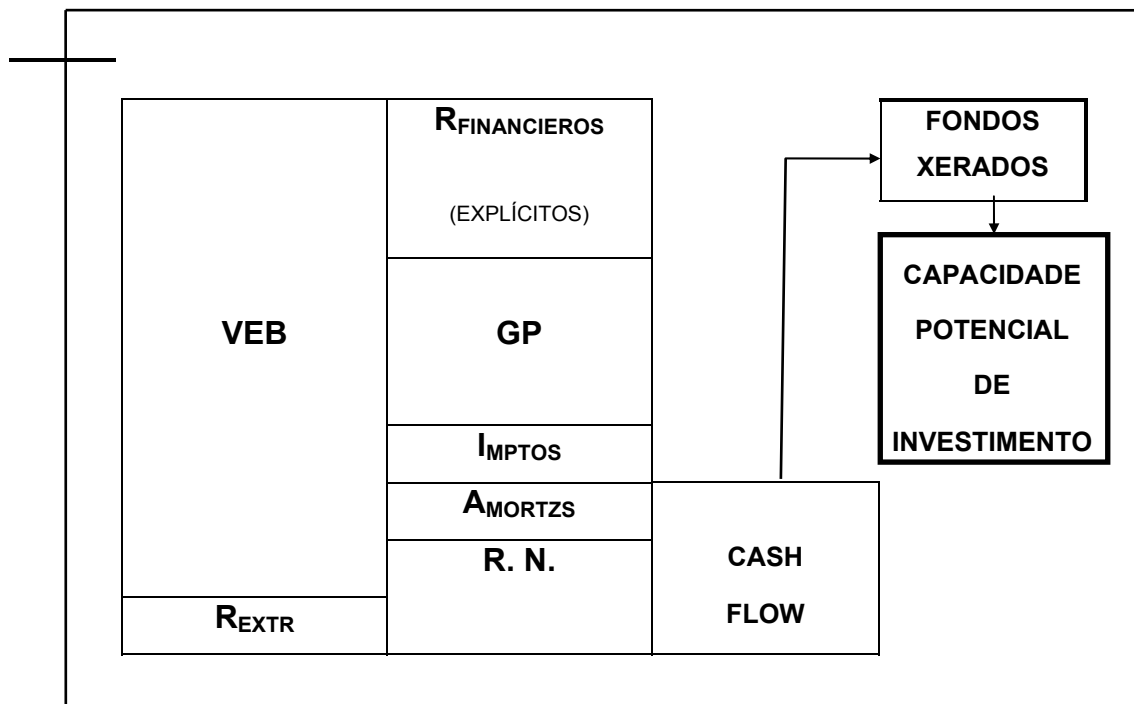 RFINANCIEROS
(EXPLÍCITOS)
VEB
GP
IMPTOS
AMORTZS
R. N.
REXTR
CASH
FLOW
FONDOS
XERADOS
CAPACIDADE
POTENCIAL
DE
INVESTIMENTO